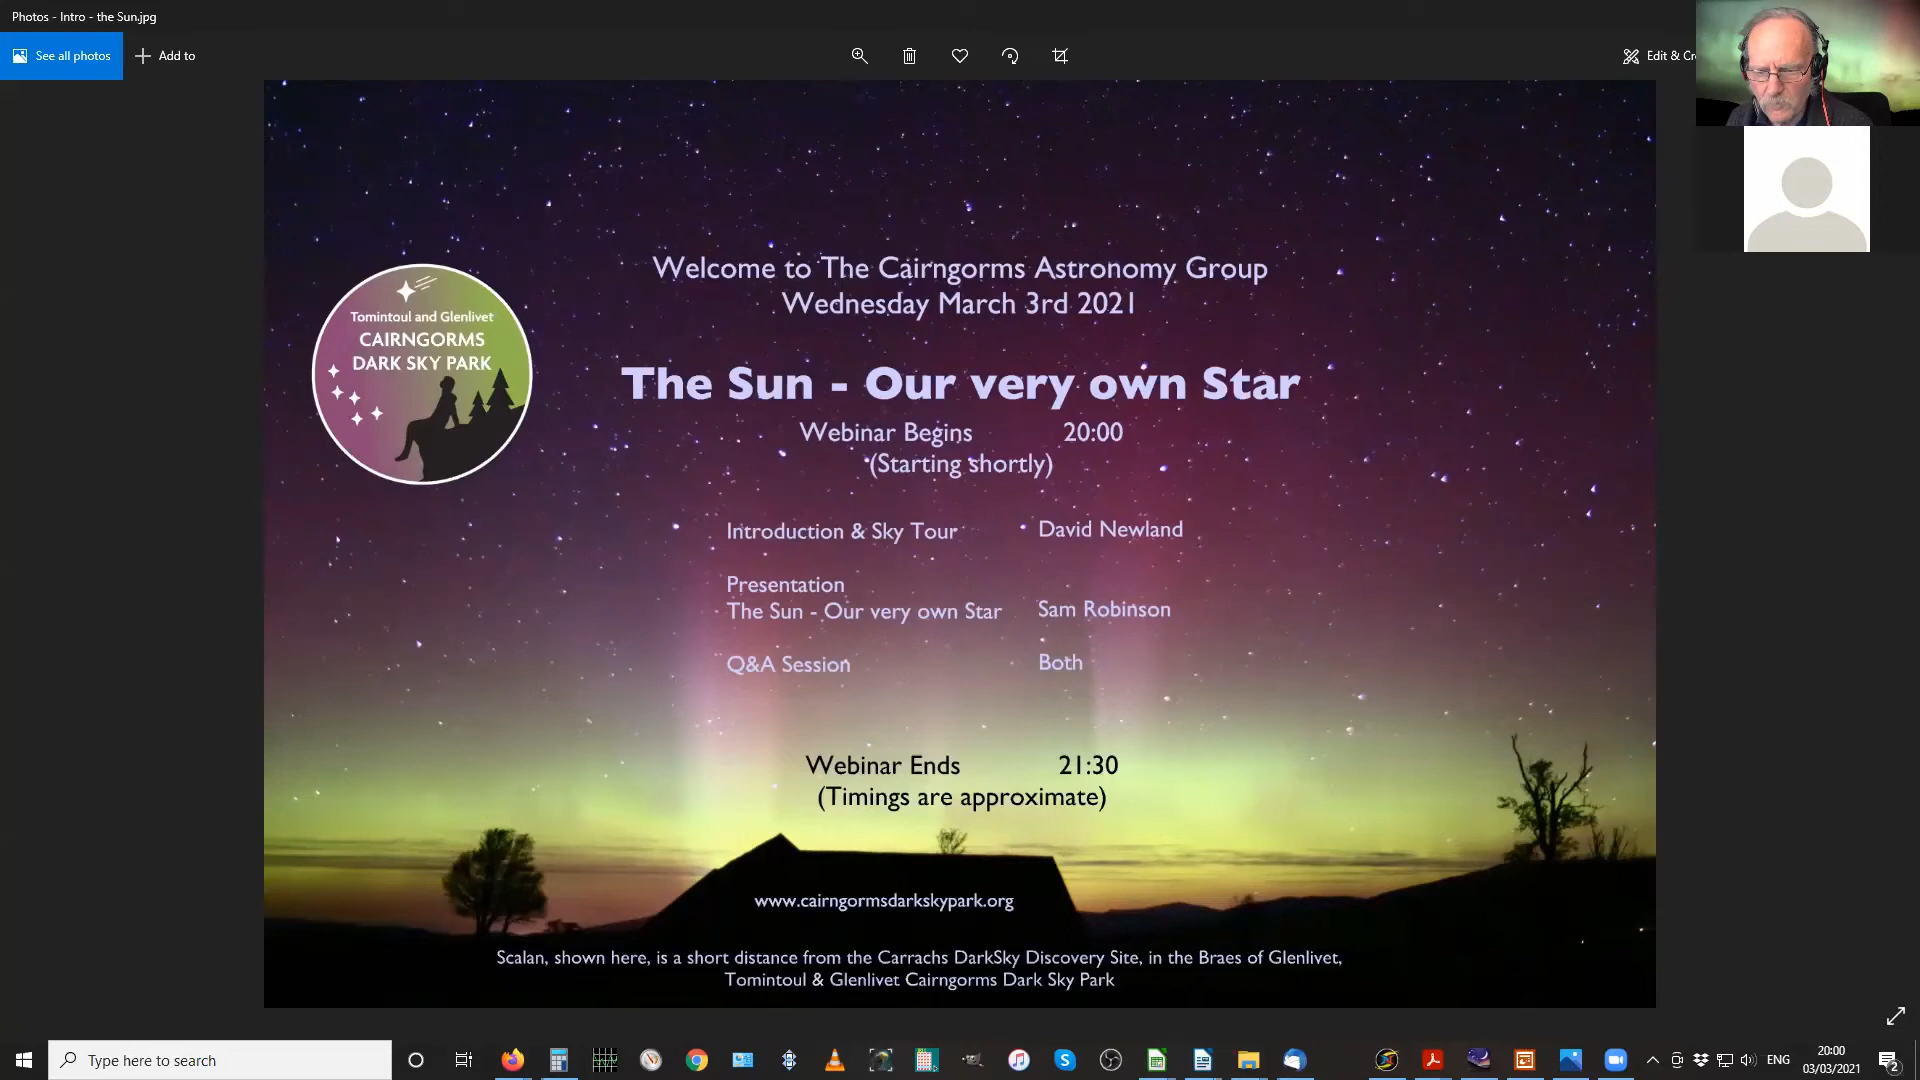 Photos - Intro - the Sun.jpg
See all photos
Add to
Edit & Cr
Welcome to The Cairngorms Astronomy Group
Wednesday March 3rd 2021
Tomintoul and Glenlivet
CAIRNGORMS
DARK SKY PARK
The Sun - Our very own Star
Webinar Begins 20:00
(Starting shortly)
Introduction & Sky Tour David Newland
Presentation
The Sun - Our very own Star Sam Robinson
Q&A Session Both
Webinar Ends 21:30
(Timings are approximate)
www.cairngormsdarkskypark.org
Scalan, shown here, is a short distance from the Carrachs DarkSky Discovery Site, in the Braes of Glenlivet,
Tomintoul & Glenlivet Cairngorms Dark Sky Park
Type here to search
ENG
20:00
03/03/2021
2